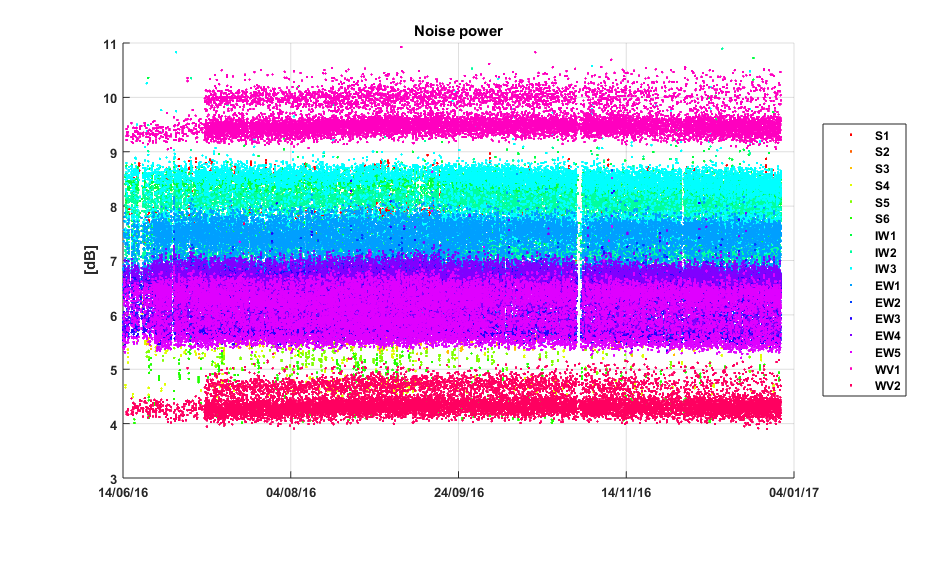 Noise power
11
10
9
8
7
6
5
4
3
[dB]
14/06/16
04/08/16
24/09/16
14/11/16
04/01/17
S1
S2
S3
S4
S5
S6
IW1
IW2
IW3
EW1
EW2
EW3
EW4
EW5
WV1
WV2